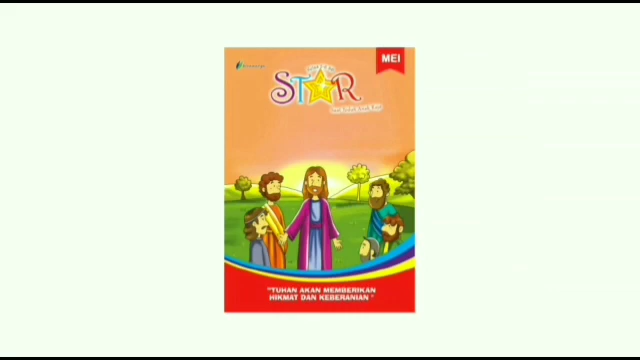 MEI
STAR
"TUHAN AKAN MEMBERIKAN
HIKMAT DAN KEBERANIAN "